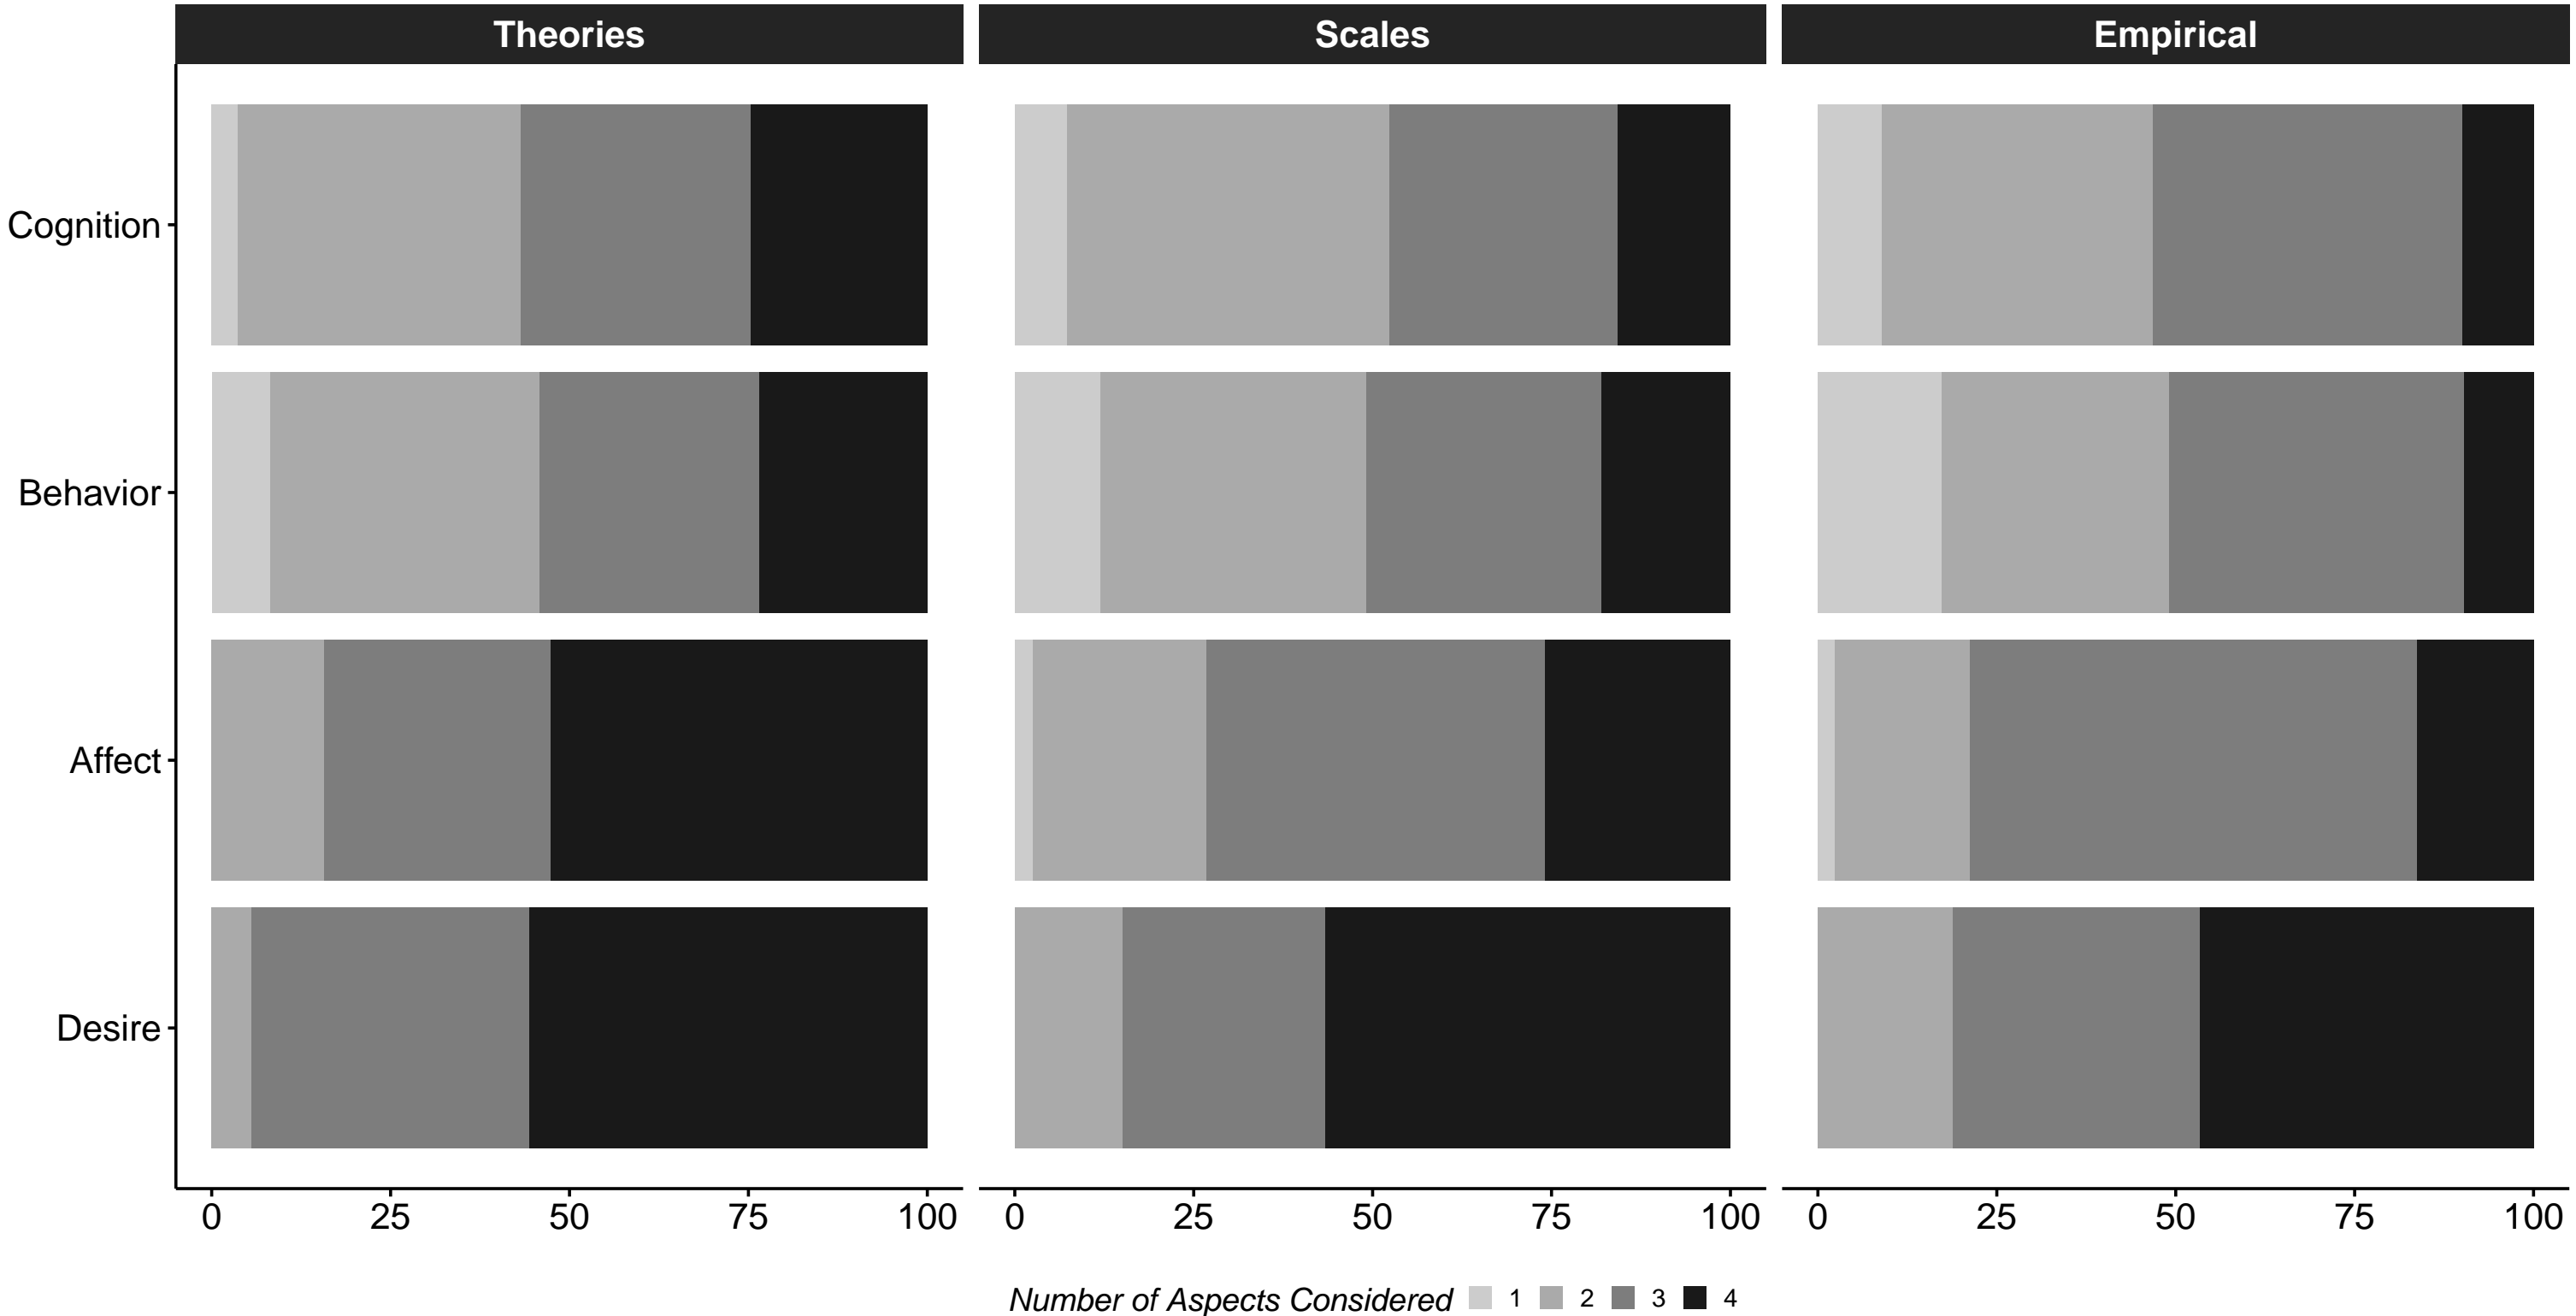 Theories Scales Empirical
Cognition
Behavior
Affect
Desire
0 25 50 75 100 0 25 50 75 100 0 25 50 75 100
Number of Aspects Considered 1 2 3 4